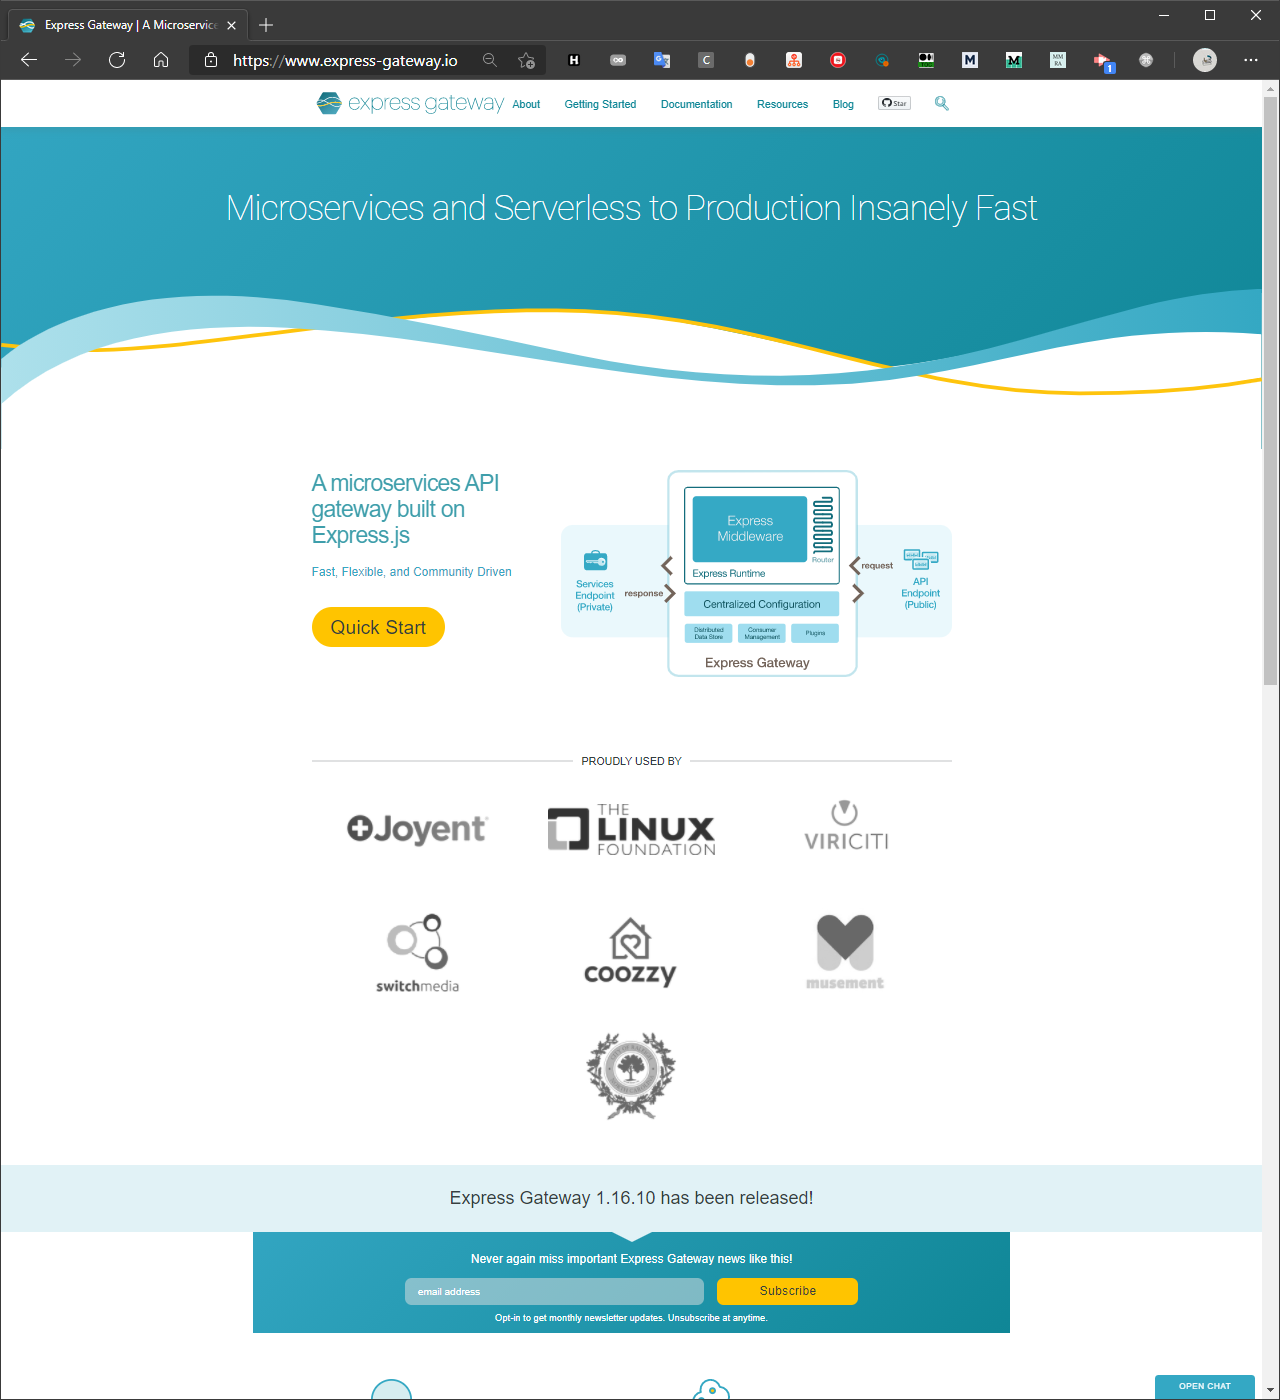 Express Gateway | A Microservice
https://www.express-gateway.io
1
express gateway About Getting Started Documentation Resources Blog Star
Microservices and Serverless to Production Insanely Fast
A microservices API
gateway built on
Express.js
Fast, Flexible, and Community Driven
Quick Start
Express
Middleware
Router
Express Runtime
Services
Endpoint
(Private)
response
request
API
Endpoint
(Public)
Centralized Configuration
Distributed
Data Store
Consumer
Management
Plugins
Express Gateway
PROUDLY USED BY
Joyent
THE
LINUX
FOUNDATION
VIRICITI
switchmedia
COOZZY
musement
Express Gateway 1.16.10 has been released!
Never again miss important Express Gateway news like this!
email address
Subscribe
Opt-in to get monthly newsletter updates. Unsubscribe at anytime.
OPEN CHAT